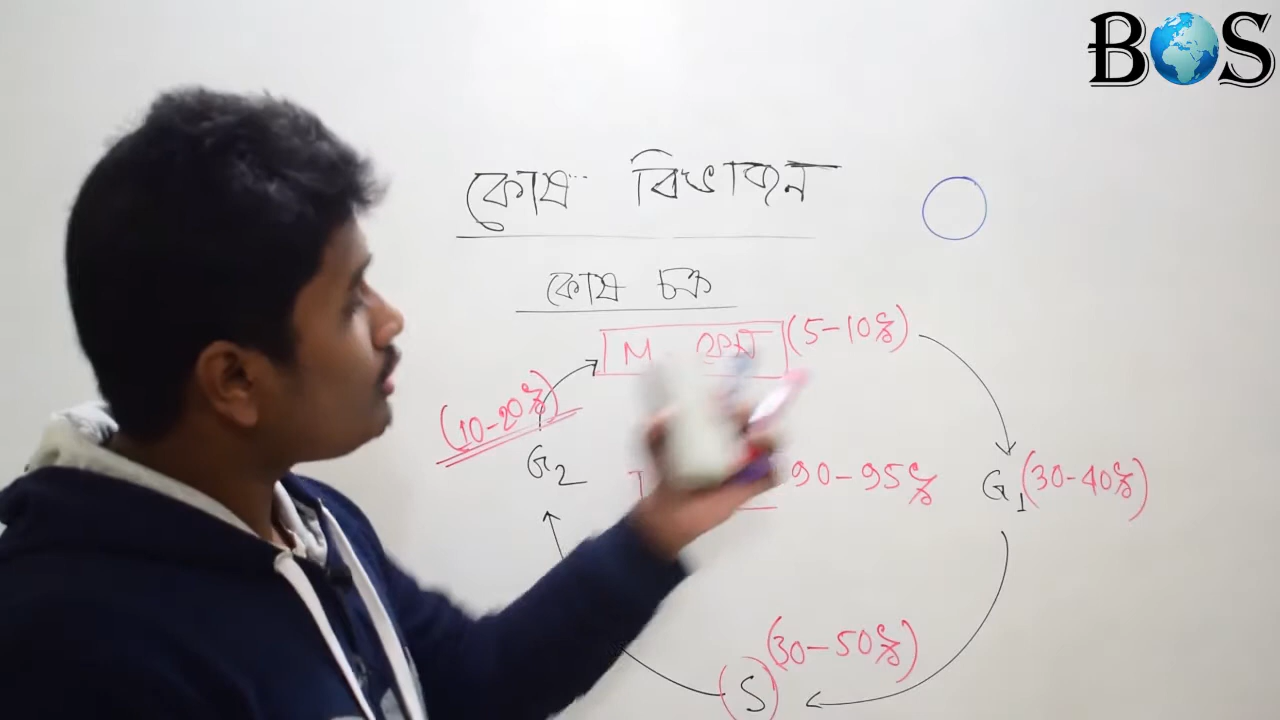 BOS
কোষ বিভাজন
কোষ চক্র
M ফেজ (5-10%)
(10-20%)
G2
90-95%
G1 (30-40%)
(30-50%)
S